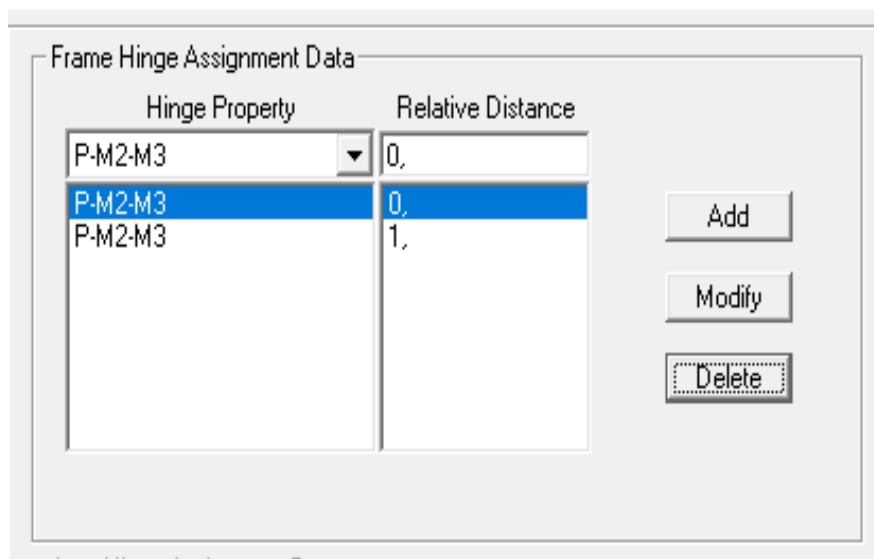 Frame Hinge Assignment Data
Hinge Property Relative Distance
P-M2-M3 0,
P-M2-M3 0,
P-M2-M3 1,
Add
Modify
Delete